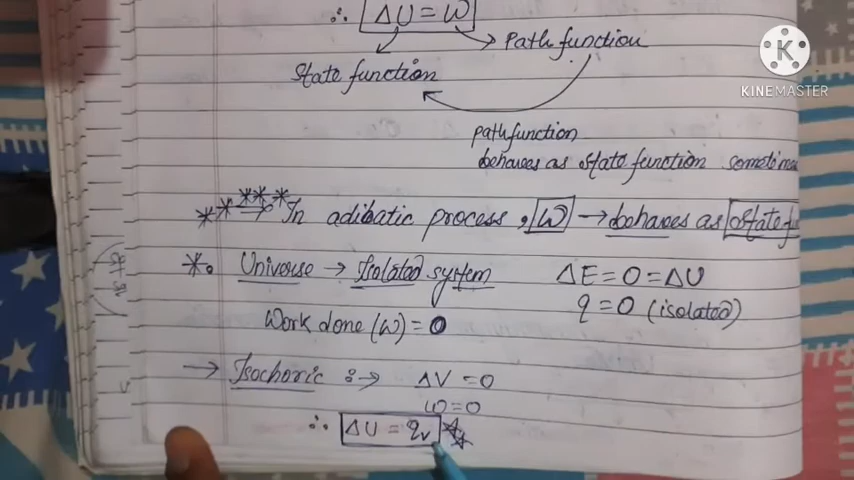 ∴ ΔU = W
Path function
State function
KINEMASTER
path function
behaves as state function
In adibatic process, W → behaves as State
Universe → Isolated system ΔE = 0 = ΔU
q = 0 (isolated)
Work done (W) = 0
→ Isochoric :→ ΔV = 0
w = 0
∴ ΔU = qv